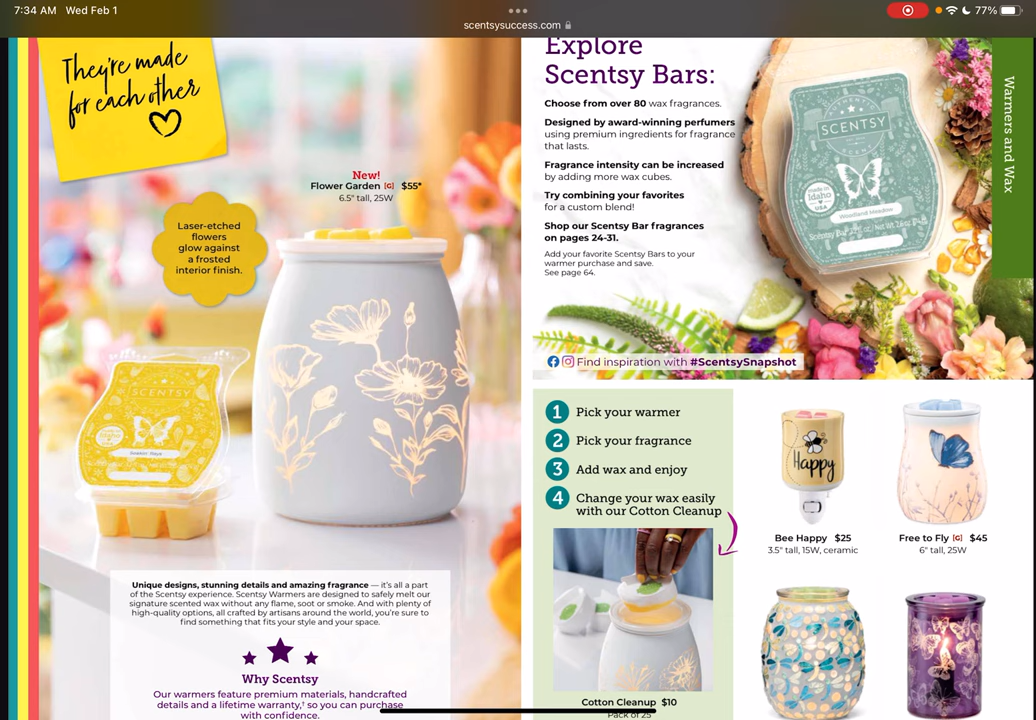 7:34 AM Wed Feb 1
77%
scentsysuccess.com
They're made
for each other
New!
Flower Garden [G] $55*
6.5" tall, 25W
Laser-etched
flowers
glow against
a frosted
interior finish.
SCENTSY
Unique designs, stunning details and amazing fragrance — it's all a part
of the Scentsy experience. Scentsy Warmers are designed to safely melt our
signature scented wax without any flame, soot or smoke. And with plenty of
high-quality options, all crafted by artisans around the world, you're sure to
find something that fits your style and your space.
Why Scentsy
Our warmers feature premium materials, handcrafted
details and a lifetime warranty,† so you can purchase
with confidence.
Explore
Scentsy Bars:
Choose from over 80 wax fragrances.
Designed by award-winning perfumers
using premium ingredients for fragrance
that lasts.
Fragrance intensity can be increased
by adding more wax cubes.
Try combining your favorites
for a custom blend!
Shop our Scentsy Bar fragrances
on pages 24-31.
Add your favorite Scentsy Bars to your
warmer purchase and save.
See page 64.
SCENTSY
made in
Idaho
USA
Woodland Meadow
Find inspiration with #ScentsySnapshot
Warmers and Wax
1 Pick your warmer
2 Pick your fragrance
3 Add wax and enjoy
4 Change your wax easily
with our Cotton Cleanup
Cotton Cleanup $10
Pack of 25
Happy
Bee Happy $25
3.5" tall, 15W, ceramic
Free to Fly [G] $45
6" tall, 25W